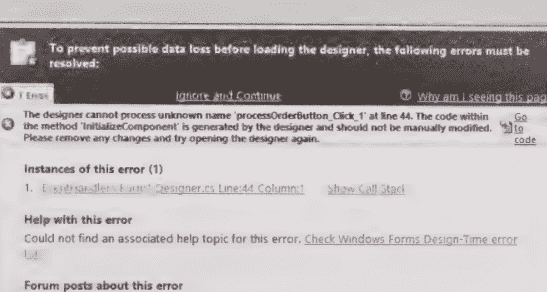 To prevent possible data loss before loading the designer, the following errors must be
resolved:
1 Error
Ignore and Continue
Why am I seeing this pag
The designer cannot process unknown name 'processOrderButton_Click_1' at line 44. The code within
the method 'InitializeComponent' is generated by the designer and should not be manually modified.
Please remove any changes and try opening the designer again.
Go
to
code
Instances of this error (1)
1. Designer.cs Line:44 Column:1
Show Call Stack
Help with this error
Could not find an associated help topic for this error. Check Windows Forms Design-Time error
Forum posts about this error